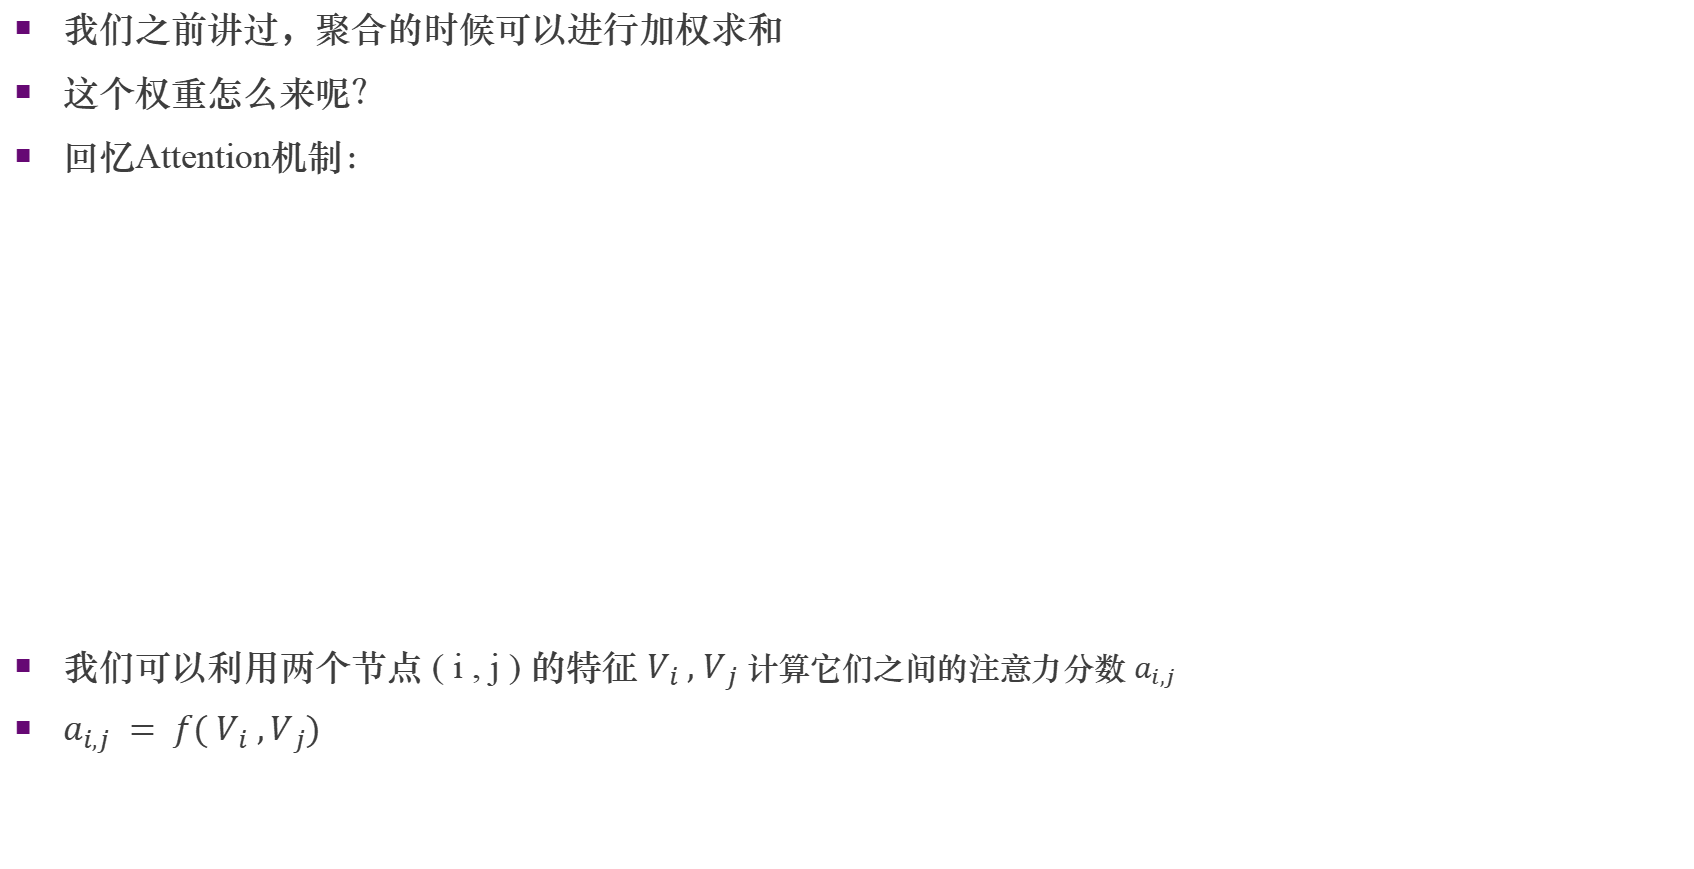 ▪ 我们之前讲过，聚合的时候可以进行加权求和
▪ 这个权重怎么来呢？
▪ 回忆Attention机制：
▪ 我们可以利用两个节点 ( i , j ) 的特征 V_i , V_j 计算它们之间的注意力分数 a_{i,j}
▪ a_{i,j} = f( V_i , V_j)